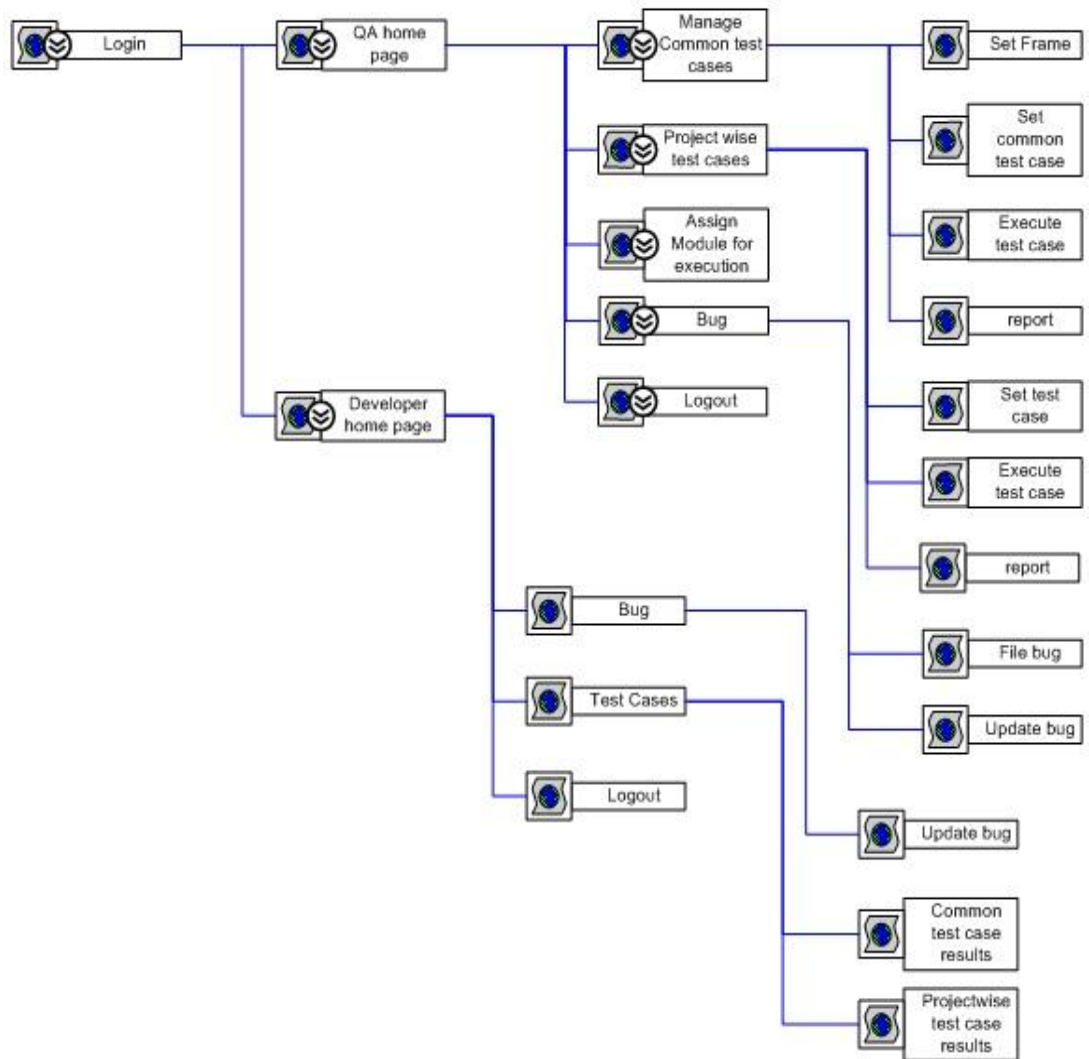 Login
QA home
page
Manage
Common test
cases
Set Frame
Set
common
test case
Project wise
test cases
Execute
test case
Assign
Module for
execution
Bug
report
Logout
Set test
case
Developer
home page
Execute
test case
report
Bug
File bug
Test Cases
Update bug
Logout
Update bug
Common
test case
results
Projectwise
test case
results